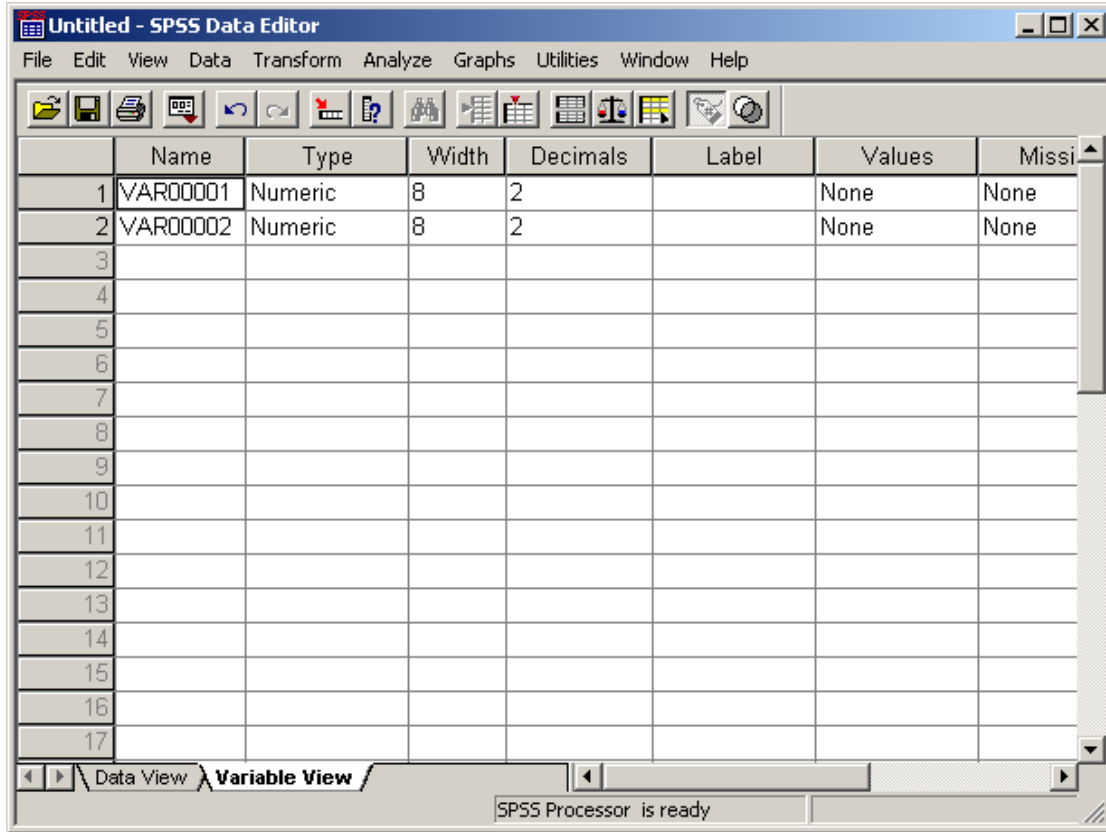 SPSS Untitled - SPSS Data Editor
File Edit View Data Transform Analyze Graphs Utilities Window Help
Name Type Width Decimals Label Values Missi
1 VAR00001 Numeric 8 2 None None
2 VAR00002 Numeric 8 2 None None
3
4
5
6
7
8
9
10
11
12
13
14
15
16
17
Data View Variable View
SPSS Processor is ready